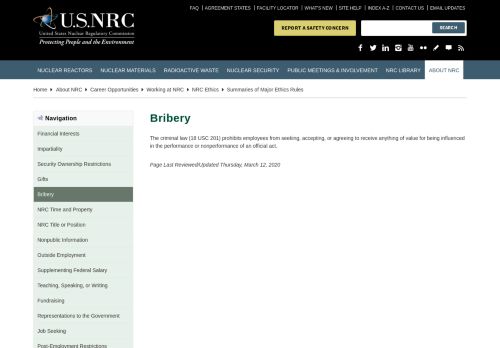 FAQ | AGREEMENT STATES | FACILITY LOCATOR | WHAT'S NEW | SITE HELP | INDEX A-Z | CONTACT US | EMAIL UPDATES
U.S.NRC
United States Nuclear Regulatory Commission
Protecting People and the Environment
REPORT A SAFETY CONCERN
SEARCH
NUCLEAR REACTORS NUCLEAR MATERIALS RADIOACTIVE WASTE NUCLEAR SECURITY PUBLIC MEETINGS & INVOLVEMENT NRC LIBRARY ABOUT NRC
Home About NRC Career Opportunities Working at NRC NRC Ethics Summaries of Major Ethics Rules
Navigation
Financial Interests
Impartiality
Security Ownership Restrictions
Gifts
Bribery
NRC Time and Property
NRC Title or Position
Nonpublic Information
Outside Employment
Supplementing Federal Salary
Teaching, Speaking, or Writing
Fundraising
Representations to the Government
Job Seeking
Post-Employment Restrictions
Bribery
The criminal law (18 USC 201) prohibits employees from seeking, accepting, or agreeing to receive anything of value for being influenced
in the performance or nonperformance of an official act.
Page Last Reviewed/Updated Thursday, March 12, 2020